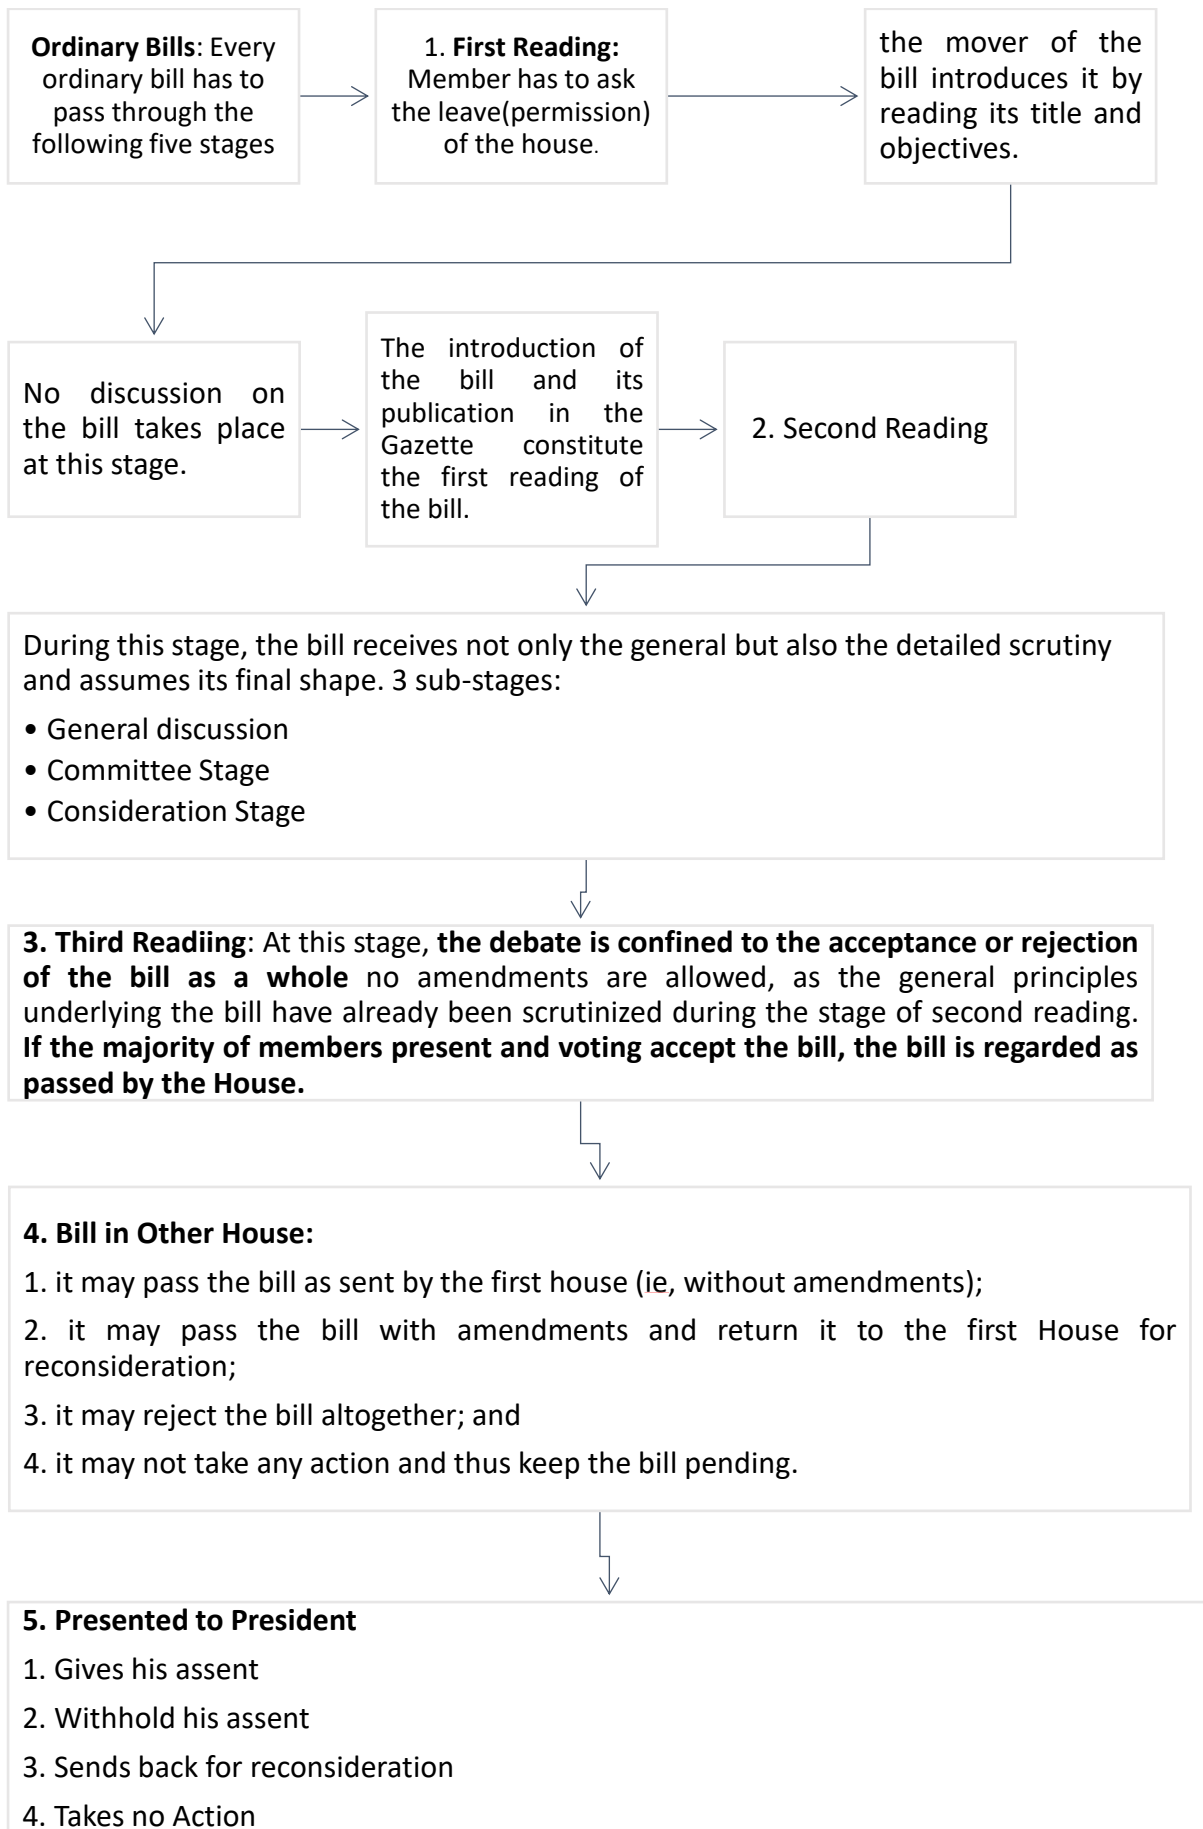 Ordinary Bills: Every
ordinary bill has to
pass through the
following five stages
1. First Reading:
Member has to ask
the leave(permission)
of the house.
the mover of the
bill introduces it by
reading its title and
objectives.
No discussion on
the bill takes place
at this stage.
The introduction of
the bill and its
publication in the
Gazette constitute
the first reading of
the bill.
2. Second Reading
During this stage, the bill receives not only the general but also the detailed scrutiny
and assumes its final shape. 3 sub-stages:
• General discussion
• Committee Stage
• Consideration Stage
3. Third Readiing: At this stage, the debate is confined to the acceptance or rejection
of the bill as a whole no amendments are allowed, as the general principles
underlying the bill have already been scrutinized during the stage of second reading.
If the majority of members present and voting accept the bill, the bill is regarded as
passed by the House.
4. Bill in Other House:
1. it may pass the bill as sent by the first house (ie, without amendments);
2. it may pass the bill with amendments and return it to the first House for
reconsideration;
3. it may reject the bill altogether; and
4. it may not take any action and thus keep the bill pending.
5. Presented to President
1. Gives his assent
2. Withhold his assent
3. Sends back for reconsideration
4. Takes no Action